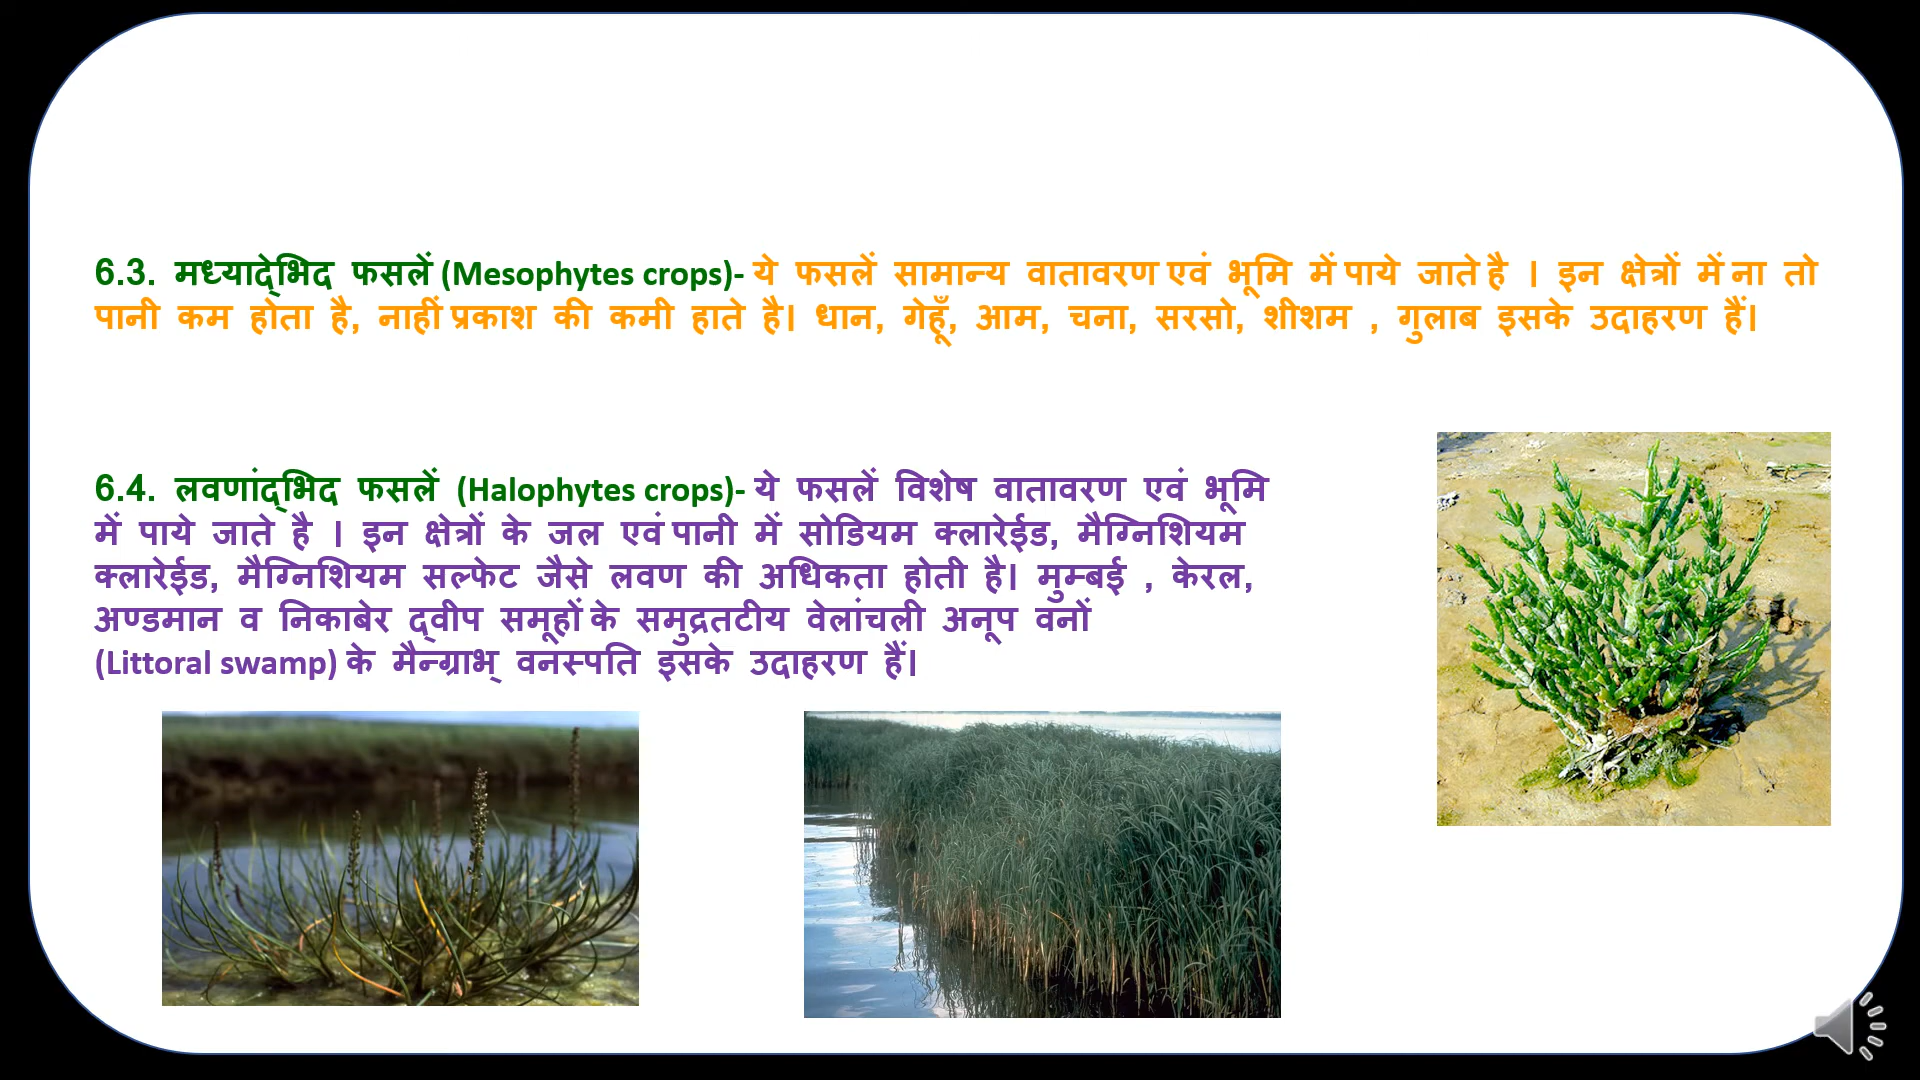 6.3. मध्यादे्भिद फसलें (Mesophytes crops)- ये फसलें सामान्य वातावरण एवं भूमि में पाये जाते है । इन क्षेत्रों में ना तो
पानी कम होता है, नाहीं प्रकाश की कमी हाते है। धान, गेहूँ, आम, चना, सरसो, शीशम , गुलाब इसके उदाहरण हैं।
6.4. लवणांद्भिद फसलें (Halophytes crops)- ये फसलें विशेष वातावरण एवं भूमि
में पाये जाते है । इन क्षेत्रों के जल एवं पानी में सोडियम क्लारेईड, मैग्निशियम
क्लारेईड, मैग्निशियम सल्फेट जैसे लवण की अधिकता होती है। मुम्बई , केरल,
अण्डमान व निकाबेर द्वीप समूहों के समुद्रतटीय वेलांचली अनूप वनों
(Littoral swamp) के मैन्ग्राभ् वनस्पति इसके उदाहरण हैं।